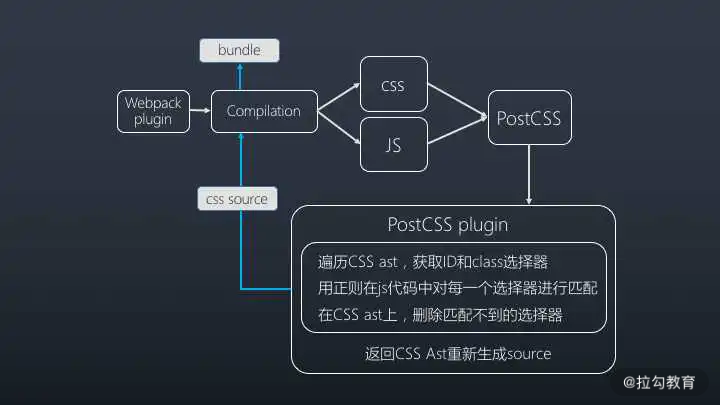 bundle
Webpack
plugin
Compilation
css
JS
PostCSS
css source
PostCSS plugin
遍历CSS ast，获取ID和class选择器
用正则在js代码中对每一个选择器进行匹配
在CSS ast上，删除匹配不到的选择器
返回CSS Ast重新生成source
@拉勾教育